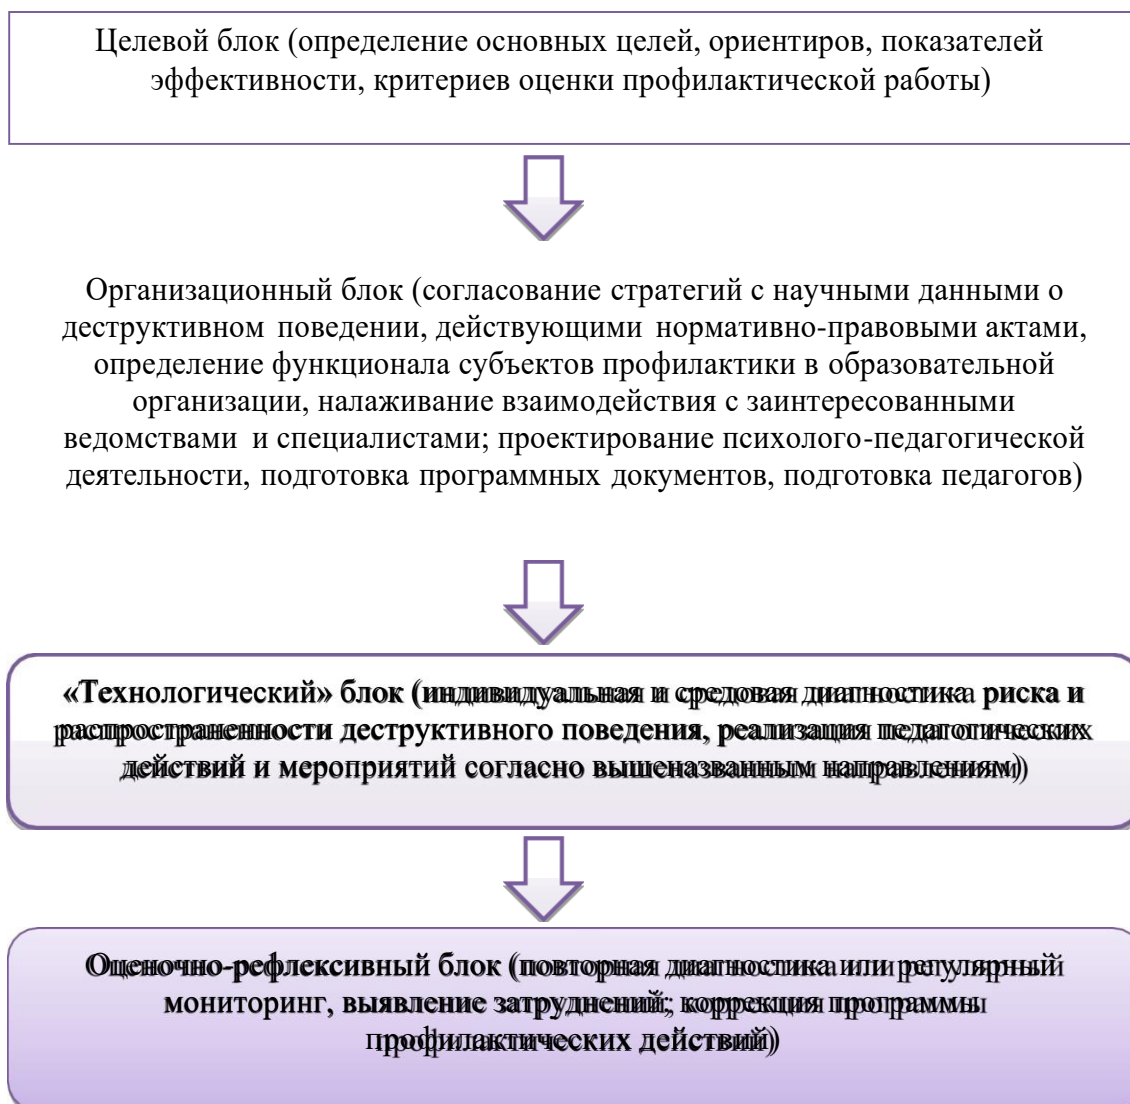 Целевой блок (определение основных целей, ориентиров, показателей
эффективности, критериев оценки профилактической работы)
Организационный блок (согласование стратегий с научными данными о
деструктивном поведении, действующими нормативно-правовыми актами,
определение функционала субъектов профилактики в образовательной
организации, налаживание взаимодействия с заинтересованными
ведомствами и специалистами; проектирование психолого-педагогической
деятельности, подготовка программных документов, подготовка педагогов)
«Технологический» блок (индивидуальная и средовая диагностика риска и
распространенности деструктивного поведения, реализация педагогических
действий и мероприятий согласно вышеназванным направлениям)
Оценочно-рефлексивный блок (повторная диагностика или регулярный
мониторинг, выявление затруднений; коррекция программы
профилактических действий)